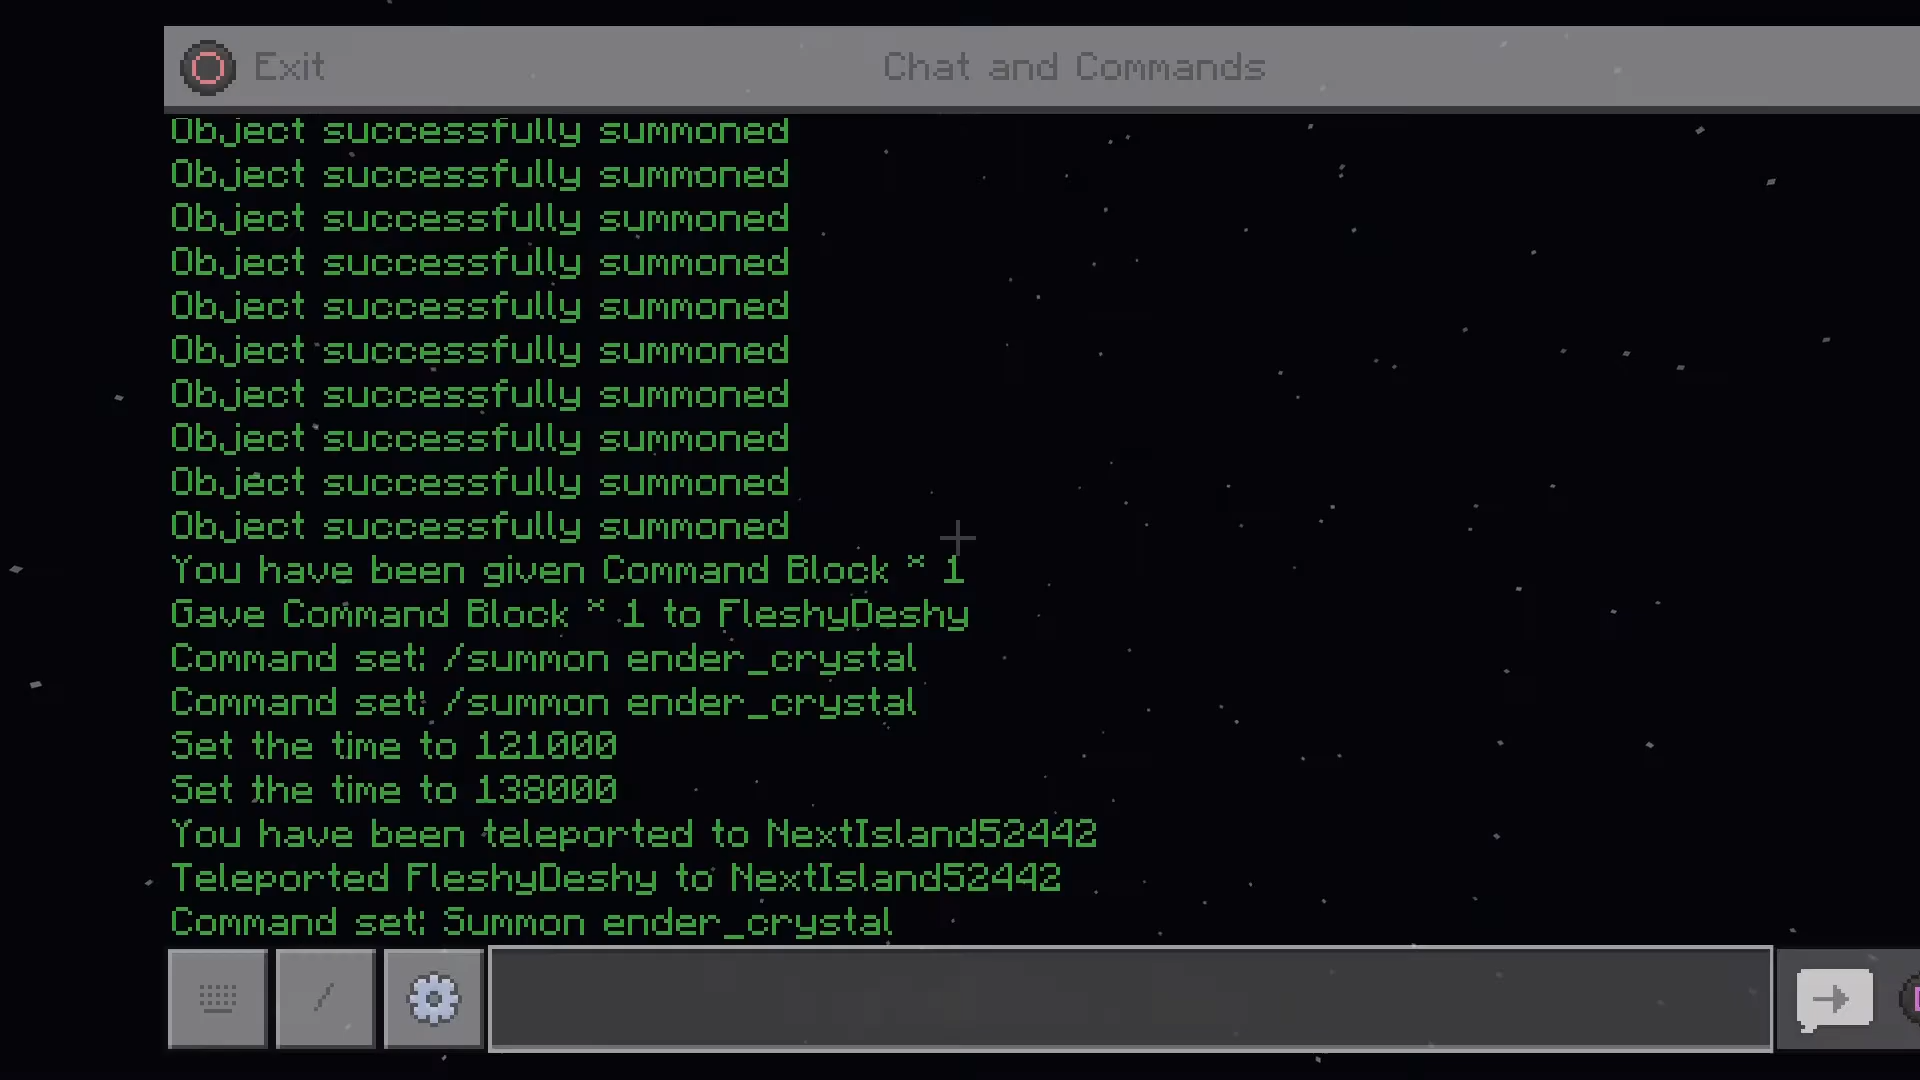 Exit
Chat and Commands
Object successfully summoned
Object successfully summoned
Object successfully summoned
Object successfully summoned
Object successfully summoned
Object successfully summoned
Object successfully summoned
Object successfully summoned
Object successfully summoned
Object successfully summoned
You have been given Command Block * 1
Gave Command Block * 1 to FleshyDeshy
Command set: /summon ender_crystal
Command set: /summon ender_crystal
Set the time to 121000
Set the time to 138000
You have been teleported to NextIsland52442
Teleported FleshyDeshy to NextIsland52442
Command set: Summon ender_crystal
/